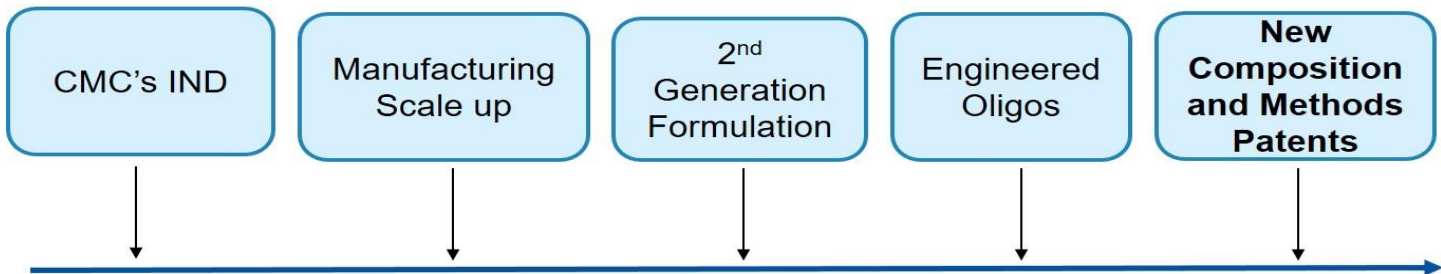 CMC’s IND
Manufacturing
Scale up
2nd
Generation
Formulation
Engineered
Oligos
New
Composition
and Methods
Patents